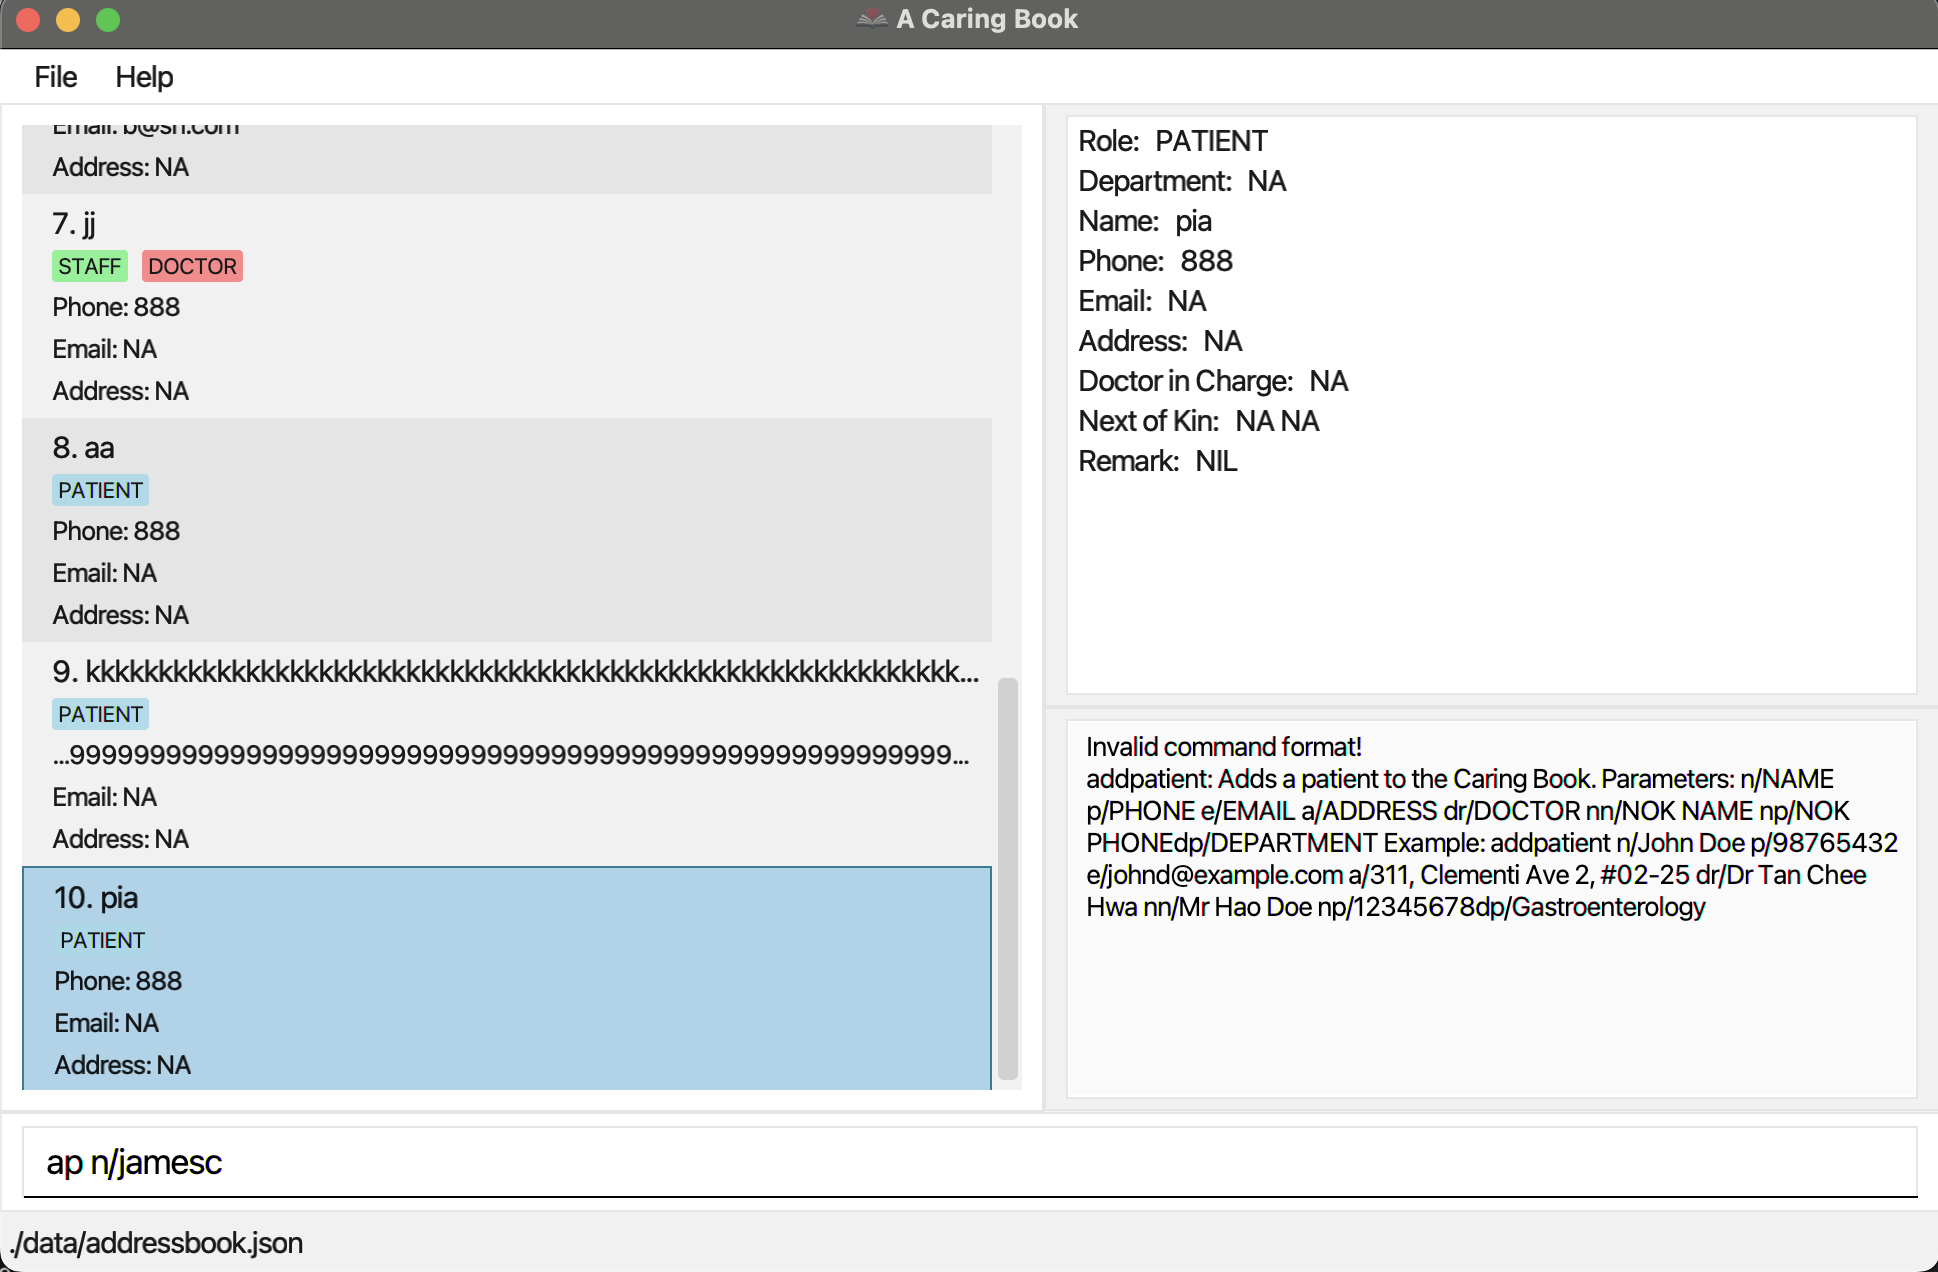 A Caring Book
File Help
Email: b@sh.com
Address: NA
7. jj
STAFF DOCTOR
Phone: 888
Email: NA
Address: NA
8. aa
PATIENT
Phone: 888
Email: NA
Address: NA
9. kkkkkkkkkkkkkkkkkkkkkkkkkkkkkkkkkkkkkkkkkkkkkkkkkkkkkkkkkkkk...
PATIENT
...9999999999999999999999999999999999999999999999999999999...
Email: NA
Address: NA
10. pia
PATIENT
Phone: 888
Email: NA
Address: NA
Role: PATIENT
Department: NA
Name: pia
Phone: 888
Email: NA
Address: NA
Doctor in Charge: NA
Next of Kin: NA NA
Remark: NIL
Invalid command format!
addpatient: Adds a patient to the Caring Book. Parameters: n/NAME
p/PHONE e/EMAIL a/ADDRESS dr/DOCTOR nn/NOK NAME np/NOK
PHONEdp/DEPARTMENT Example: addpatient n/John Doe p/98765432
e/johnd@example.com a/311, Clementi Ave 2, #02-25 dr/Dr Tan Chee
Hwa nn/Mr Hao Doe np/12345678dp/Gastroenterology
ap n/jamesc
./data/addressbook.json